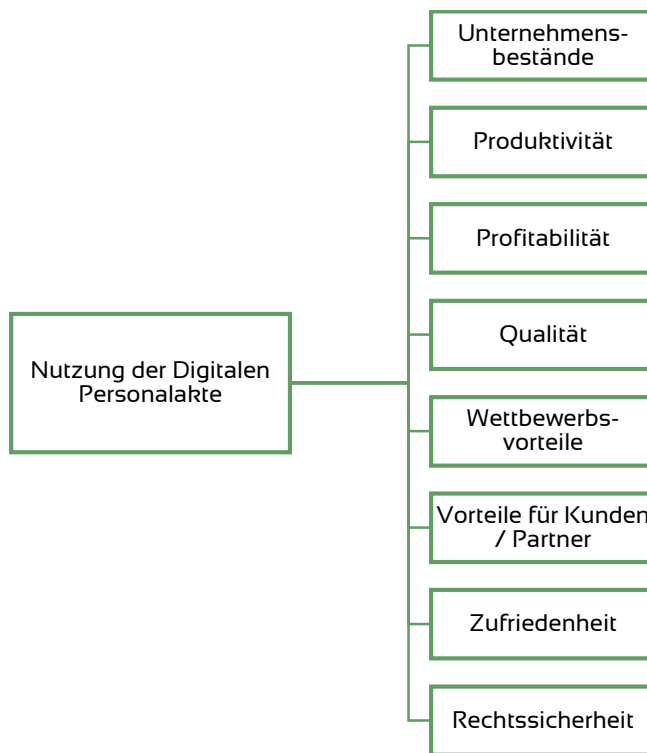 Unternehmens-
bestände
Produktivität
Profitabilität
Nutzung der Digitalen
Personalakte
Qualität
Wettbewerbs-
vorteile
Vorteile für Kunden
/ Partner
Zufriedenheit
Rechtssicherheit